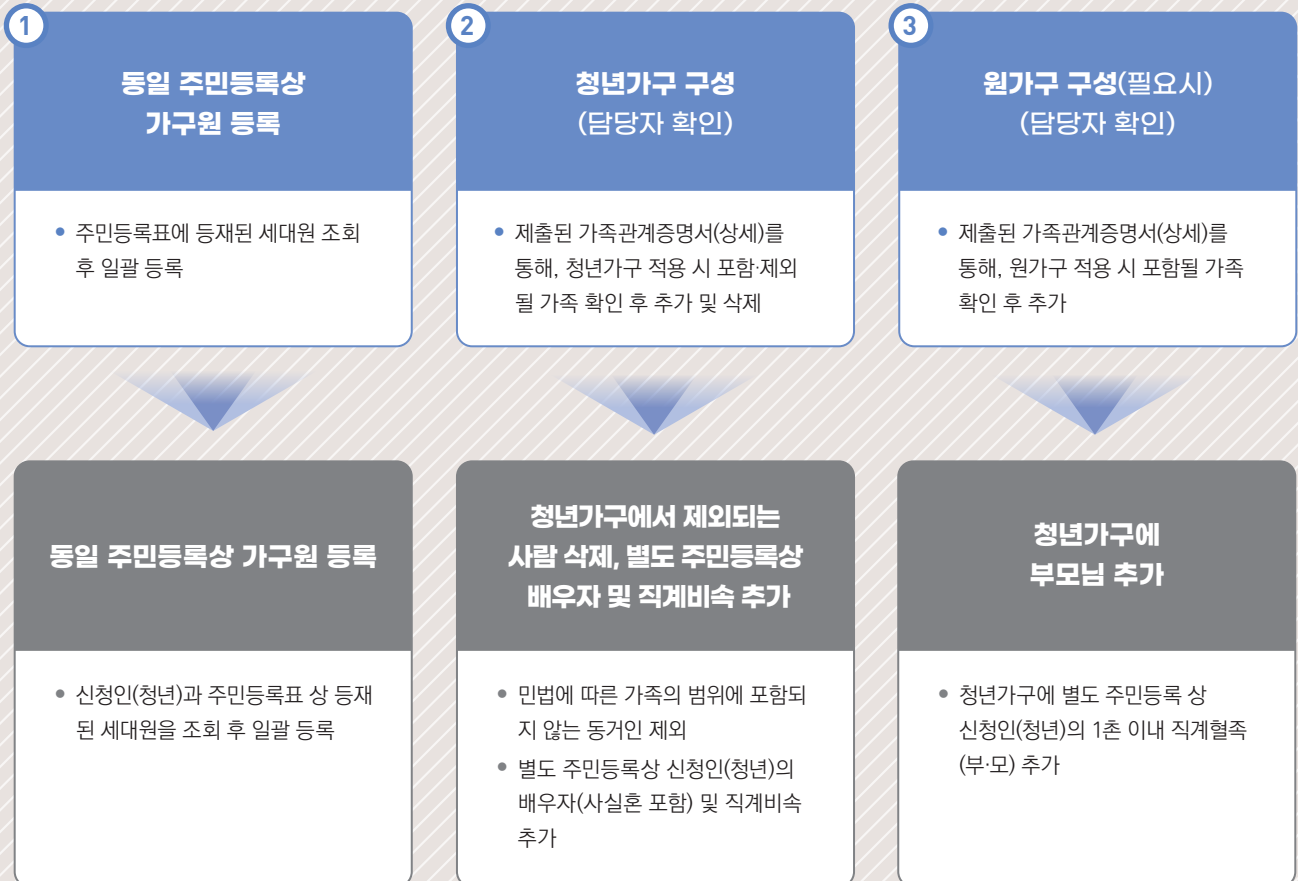 1
동일 주민등록상
가구원 등록
• 주민등록표에 등재된 세대원 조회
후 일괄 등록
2
청년가구 구성
(담당자 확인)
• 제출된 가족관계증명서(상세)를
통해, 청년가구 적용 시 포함·제외
될 가족 확인 후 추가 및 삭제
3
원가구 구성(필요시)
(담당자 확인)
• 제출된 가족관계증명서(상세)를
통해, 원가구 적용 시 포함될 가족
확인 후 추가
동일 주민등록상 가구원 등록
• 신청인(청년)과 주민등록표 상 등재
된 세대원을 조회 후 일괄 등록
청년가구에서 제외되는
사람 삭제, 별도 주민등록상
배우자 및 직계비속 추가
• 민법에 따른 가족의 범위에 포함되
지 않는 동거인 제외
• 별도 주민등록상 신청인(청년)의
배우자(사실혼 포함) 및 직계비속
추가
청년가구에
부모님 추가
• 청년가구에 별도 주민등록 상
신청인(청년)의 1촌 이내 직계혈족
(부·모) 추가